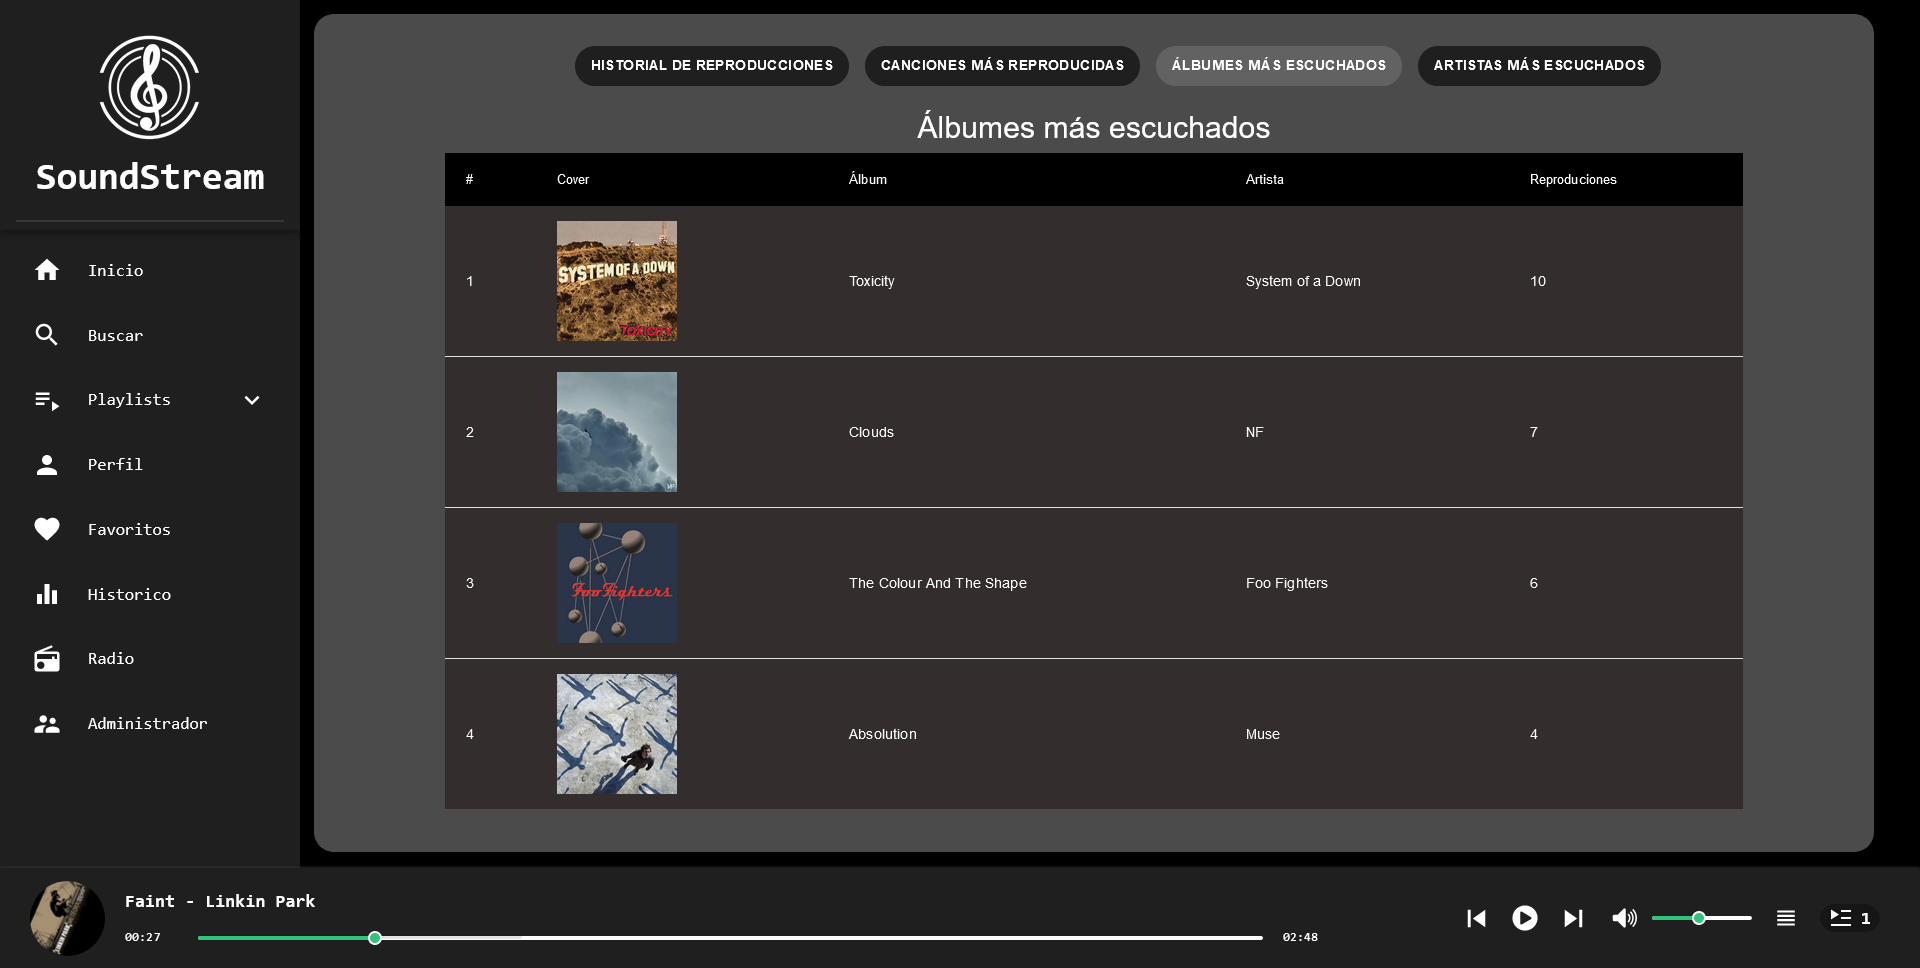 SoundStream
Inicio
Buscar
Playlists
Perfil
Favoritos
Historico
Radio
Administrador
HISTORIAL DE REPRODUCCIONES
CANCIONES MÁS REPRODUCIDAS
ÁLBUMES MÁS ESCUCHADOS
ARTISTAS MÁS ESCUCHADOS
Álbumes más escuchados
# Cover Álbum Artista Reproduciones
SYSTEM OF A DOWN
TOXICITY
1 Toxicity System of a Down 10
2 Clouds NF 7
NF
Foo Fighters
3 The Colour And The Shape Foo Fighters 6
4 Absolution Muse 4
Faint - Linkin Park
00:27 02:48
1